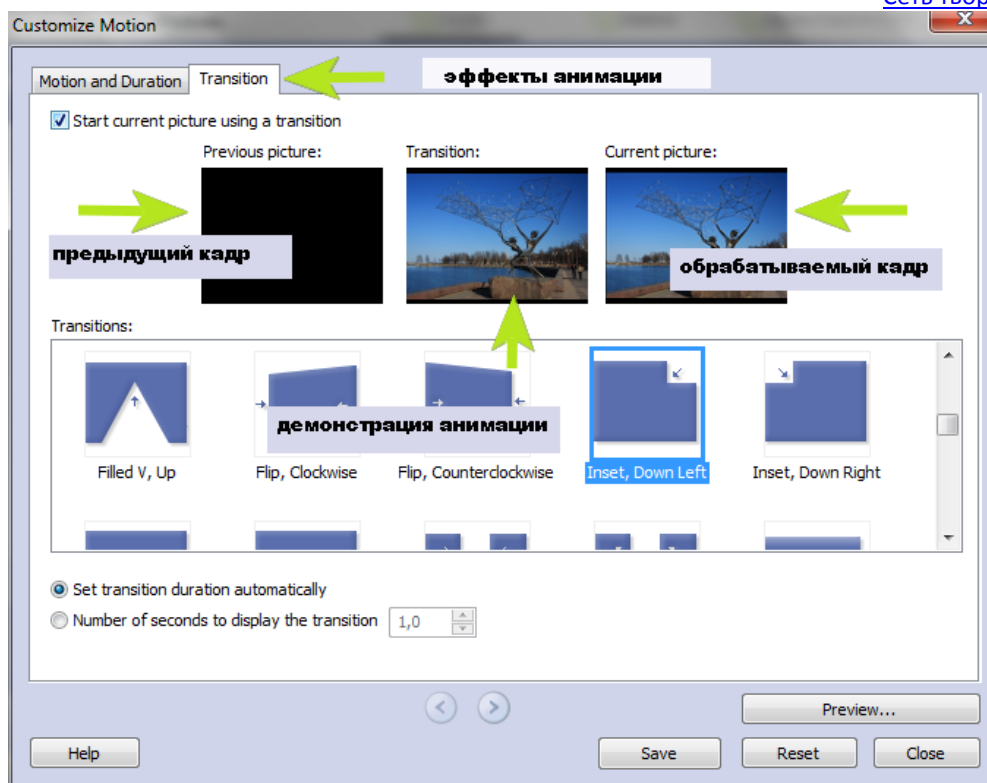 Customize Motion
Motion and Duration Transition эффекты анимации
Start current picture using a transition
Previous picture: Transition: Current picture:
предыдущий кадр
обрабатываемый кадр
Transitions:
демонстрация анимации
Filled V, Up Flip, Clockwise Flip, Counterclockwise Inset, Down Left Inset, Down Right
Set transition duration automatically
Number of seconds to display the transition 1,0
Preview...
Help Save Reset Close